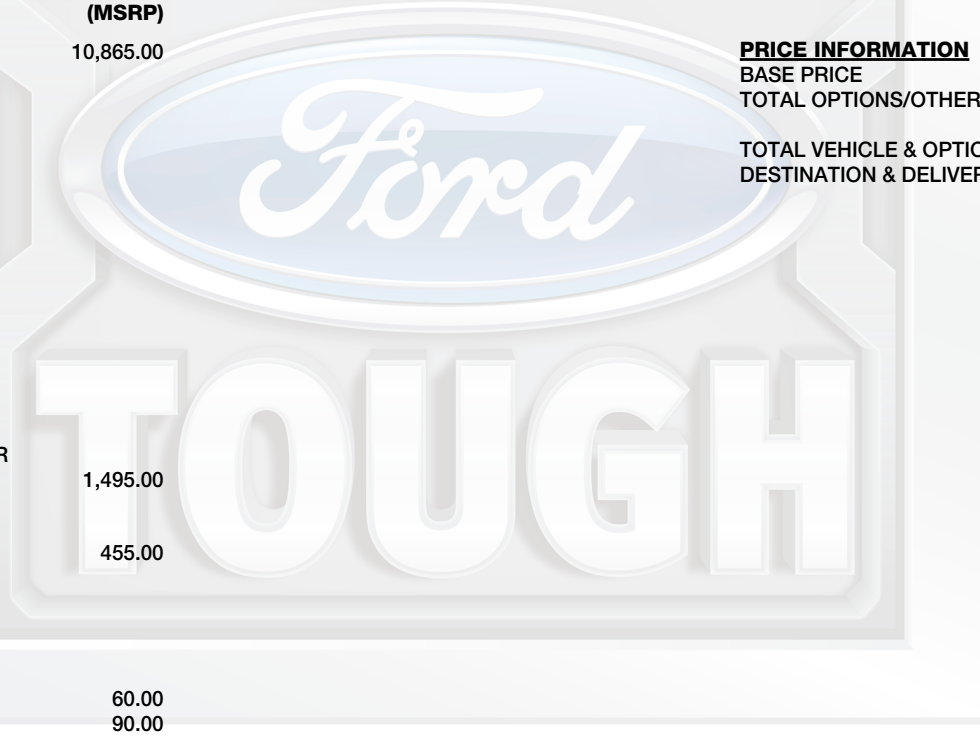 (MSRP)
10,865.00
PRICE INFORMATION
BASE PRICE
TOTAL OPTIONS/OTHER
TOTAL VEHICLE & OPTIO
DESTINATION & DELIVER
Ford
TOUGH
R
1,495.00
455.00
60.00
90.00